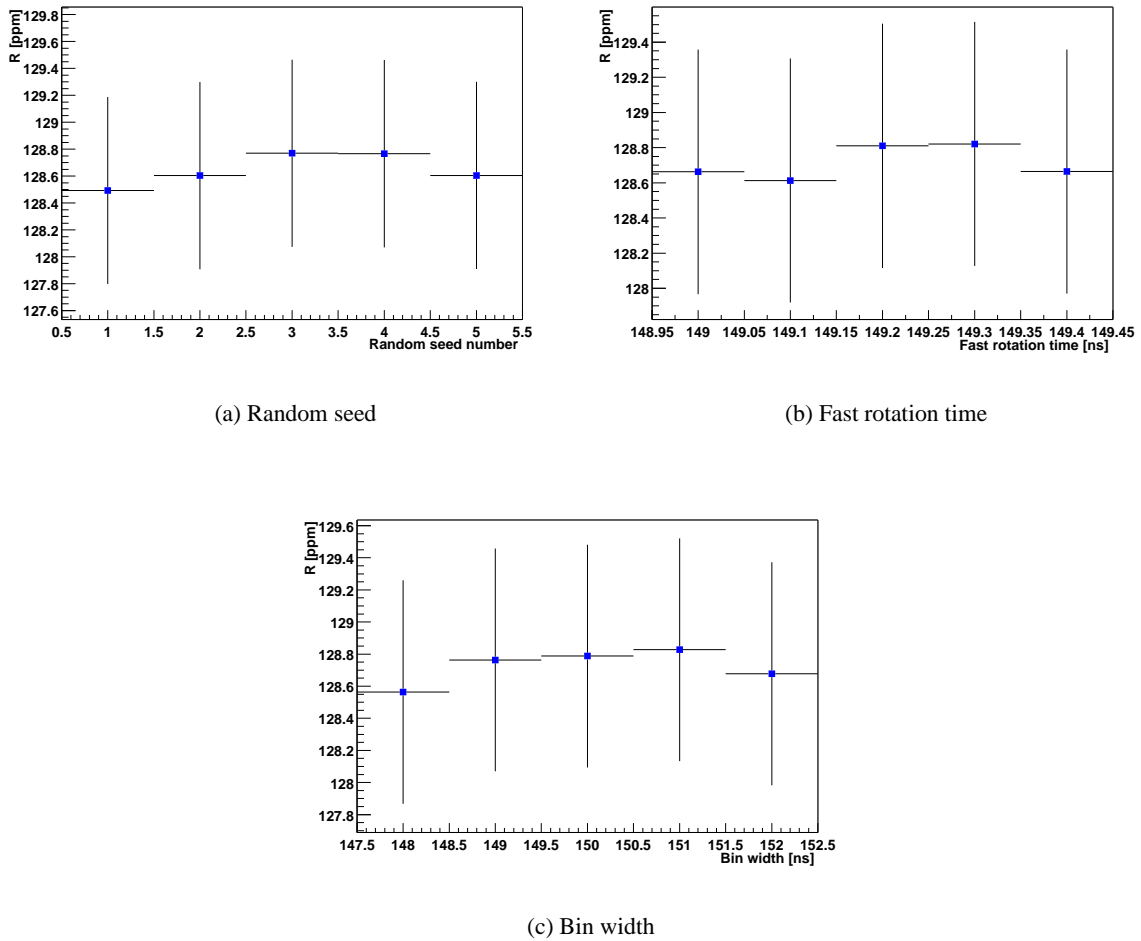 R [ppm]
129.8
129.6
129.4
129.2
129
128.8
128.6
128.4
128.2
128
127.8
127.6
0.5 1 1.5 2 2.5 3 3.5 4 4.5 5 5.5
Random seed number
(a) Random seed
R [ppm]
129.4
129.2
129
128.8
128.6
128.4
128.2
128
148.95 149 149.05 149.1 149.15 149.2 149.25 149.3 149.35 149.4 149.45
Fast rotation time [ns]
(b) Fast rotation time
R [ppm]
129.6
129.4
129.2
129
128.8
128.6
128.4
128.2
128
127.8
147.5 148 148.5 149 149.5 150 150.5 151 151.5 152 152.5
Bin width [ns]
(c) Bin width